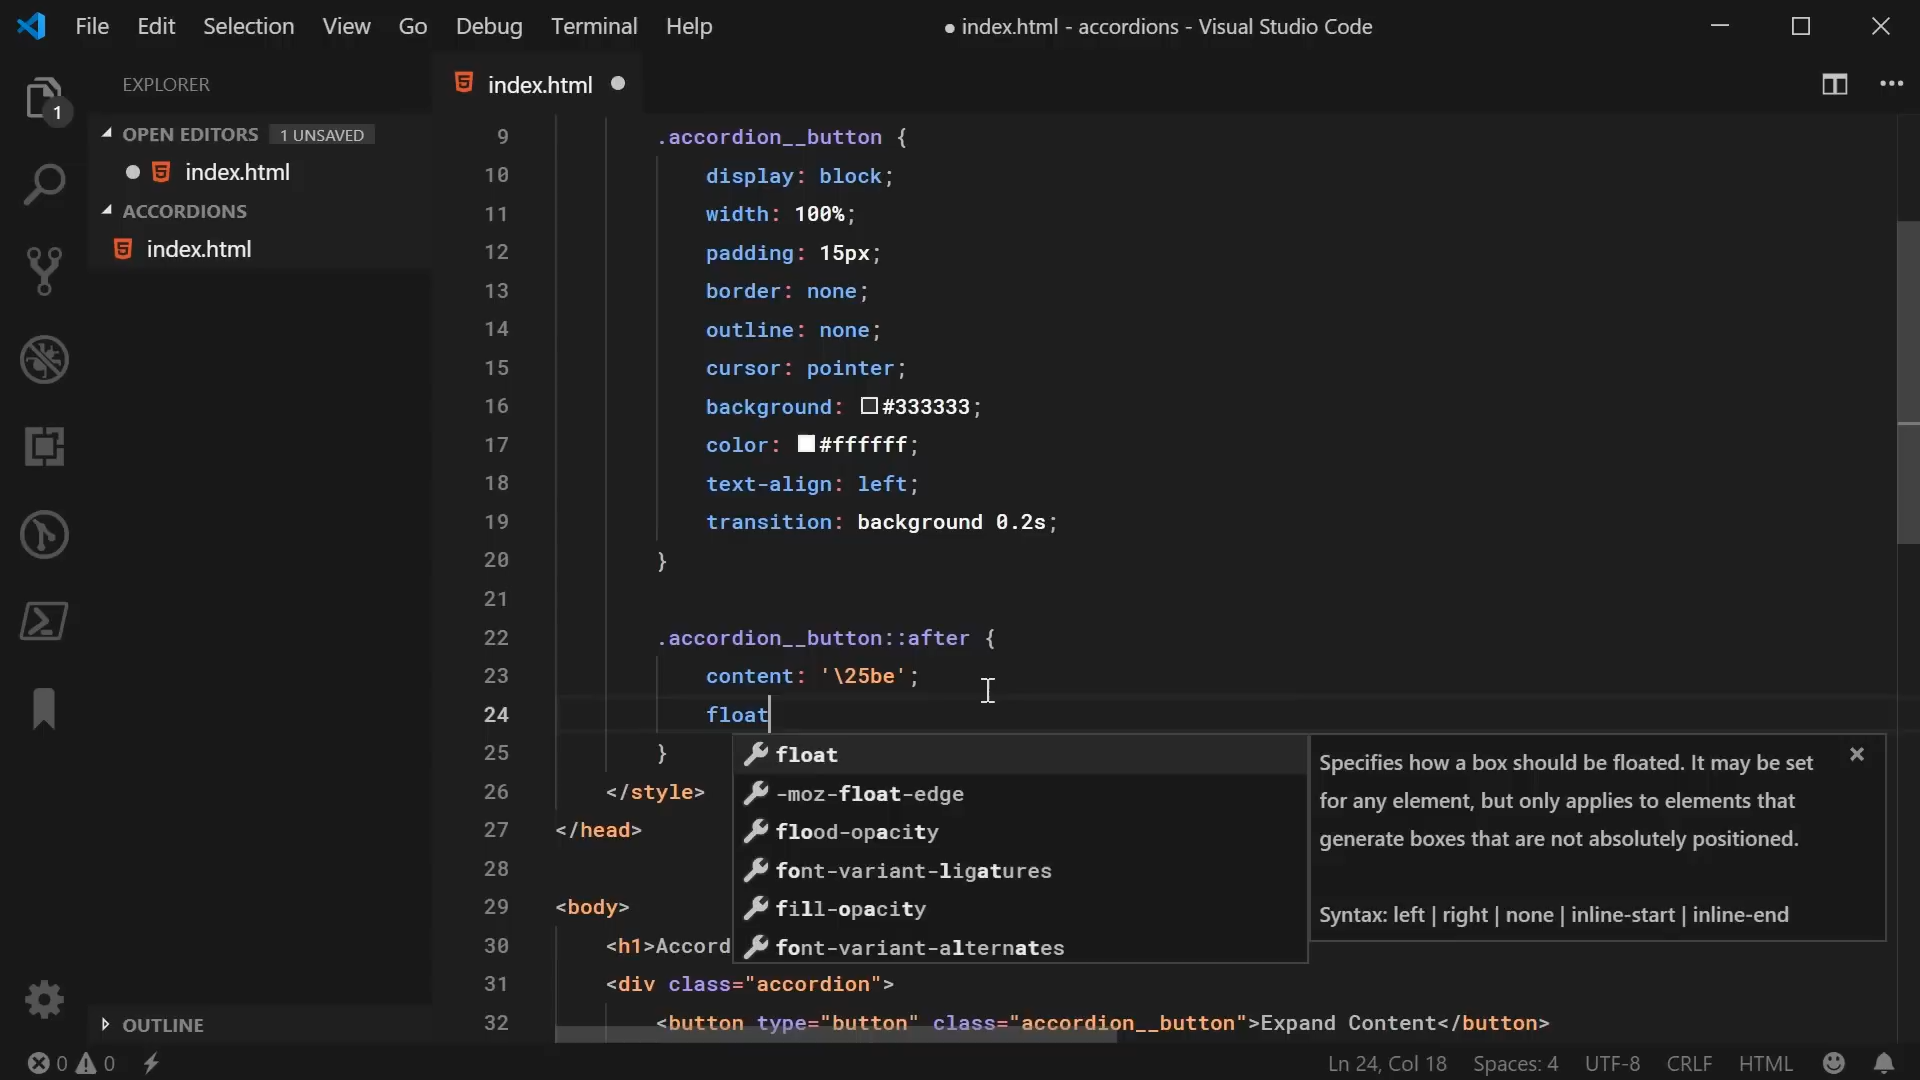 File Edit Selection View Go Debug Terminal Help
● index.html - accordions - Visual Studio Code
EXPLORER
OPEN EDITORS 1 UNSAVED
index.html
ACCORDIONS
index.html
OUTLINE
1
index.html
9 .accordion__button {
10 display: block;
11 width: 100%;
12 padding: 15px;
13 border: none;
14 outline: none;
15 cursor: pointer;
16 background: #333333;
17 color: #ffffff;
18 text-align: left;
19 transition: background 0.2s;
20 }
21
22 .accordion__button::after {
23 content: '\25be';
24 float
25 }
26 </style>
27 </head>
28
29 <body>
30 <h1>Accord
31 <div class="accordion">
32 <button type="button" class="accordion__button">Expand Content</button>
float
-moz-float-edge
flood-opacity
font-variant-ligatures
fill-opacity
font-variant-alternates
Specifies how a box should be floated. It may be set
for any element, but only applies to elements that
generate boxes that are not absolutely positioned.
Syntax: left | right | none | inline-start | inline-end
0 0
Ln 24, Col 18 Spaces: 4 UTF-8 CRLF HTML